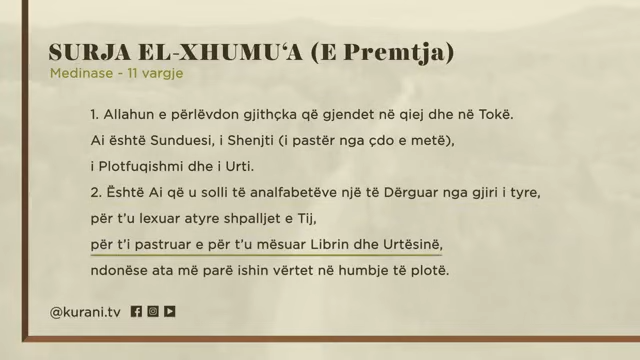 SURJA EL-XHUMU‘A (E Premtja)
Medinase - 11 vargje
1. Allahun e përlëvdon gjithçka që gjendet në qiej dhe në Tokë.
Ai është Sunduesi, i Shenjti (i pastër nga çdo e metë),
i Plotfuqishmi dhe i Urti.
2. Është Ai që u solli të analfabetëve një të Dërguar nga gjiri i tyre,
për t’u lexuar atyre shpalljet e Tij,
për t’i pastruar e për t’u mësuar Librin dhe Urtësinë,
ndonëse ata më parë ishin vërtet në humbje të plotë.
@kurani.tv